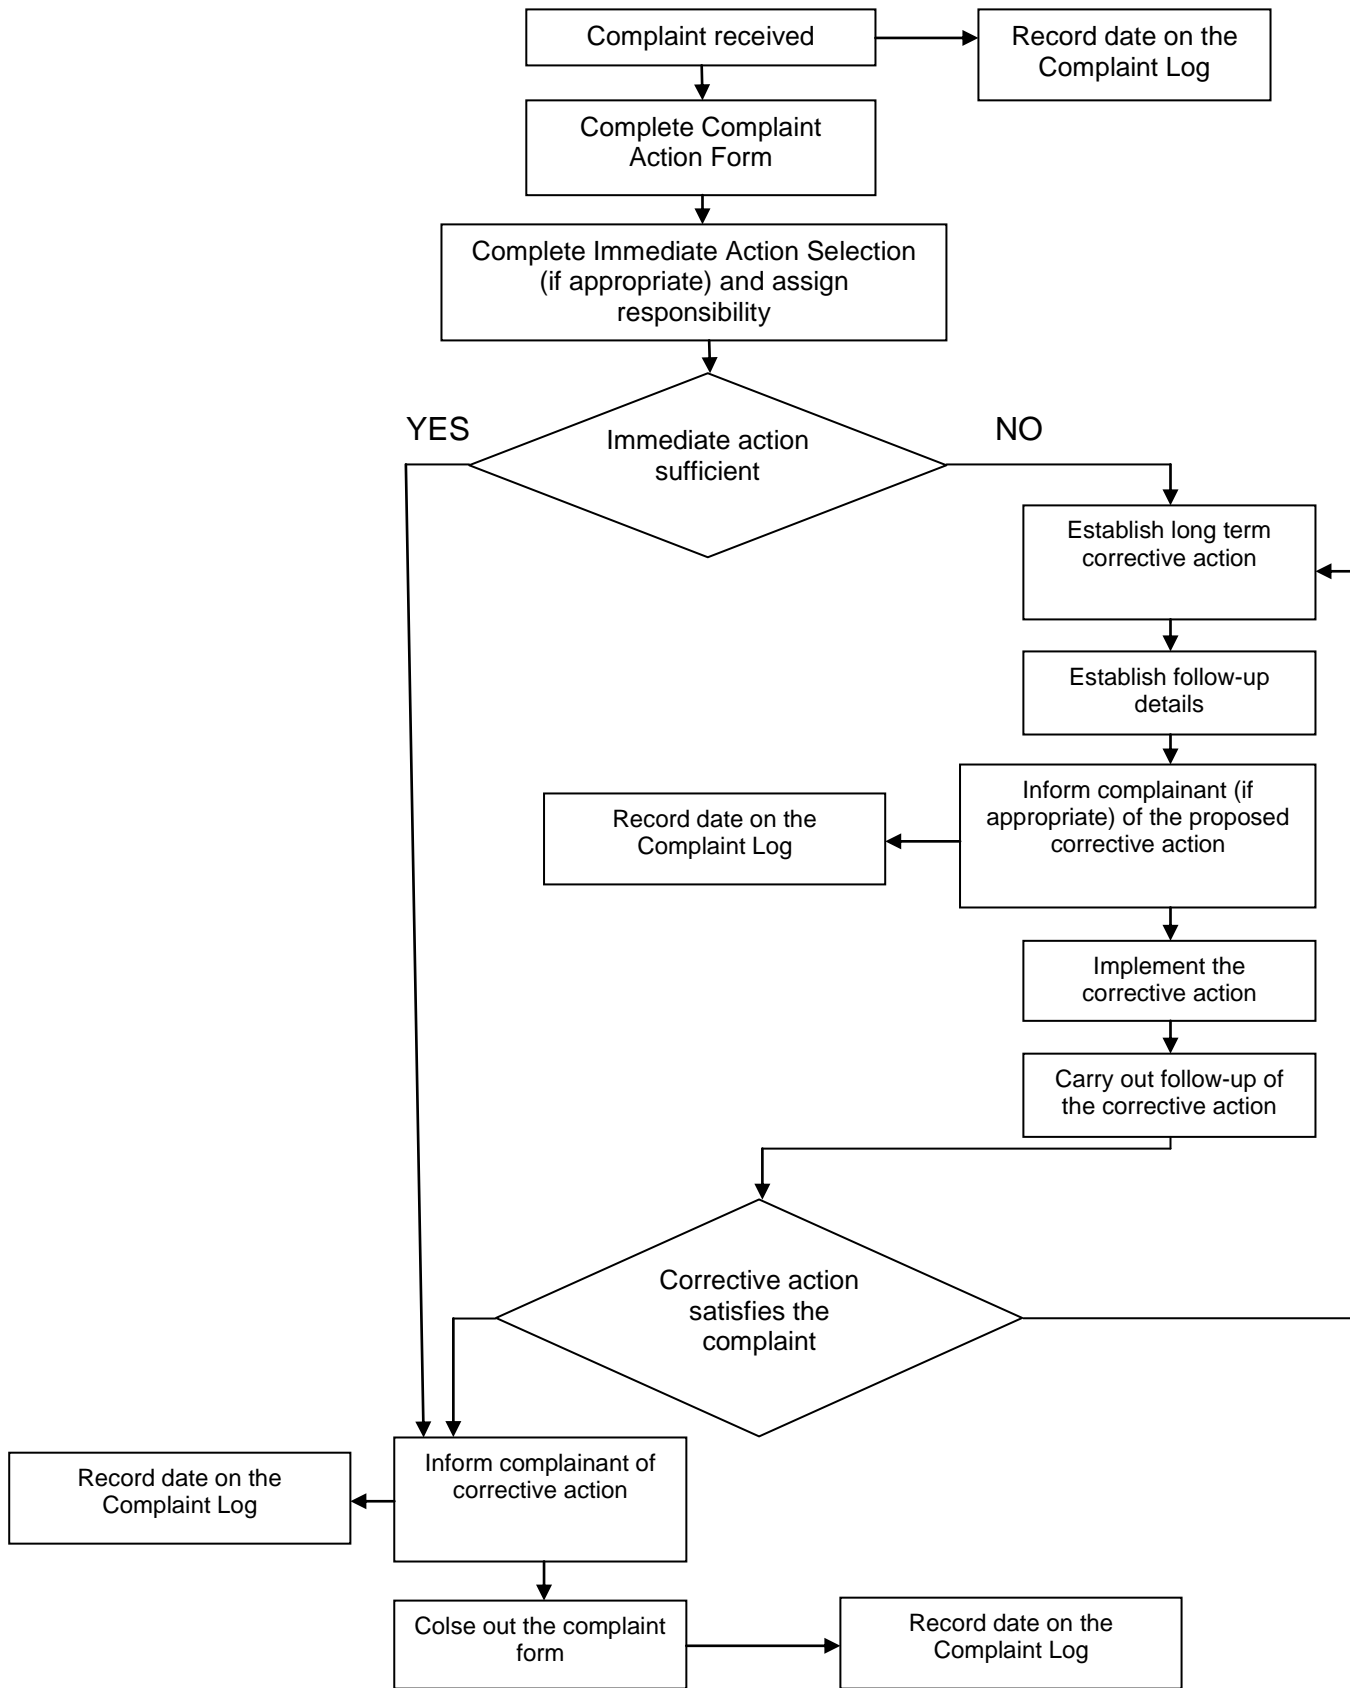 Complaint received
Record date on the
Complaint Log
Complete Complaint
Action Form
Complete Immediate Action Selection
(if appropriate) and assign
responsibility
YES
NO
Immediate action
sufficient
Establish long term
corrective action
Establish follow-up
details
Inform complainant (if
appropriate) of the proposed
corrective action
Record date on the
Complaint Log
Implement the
corrective action
Carry out follow-up of
the corrective action
Corrective action
satisfies the
complaint
Inform complainant of
corrective action
Record date on the
Complaint Log
Colse out the complaint
form
Record date on the
Complaint Log